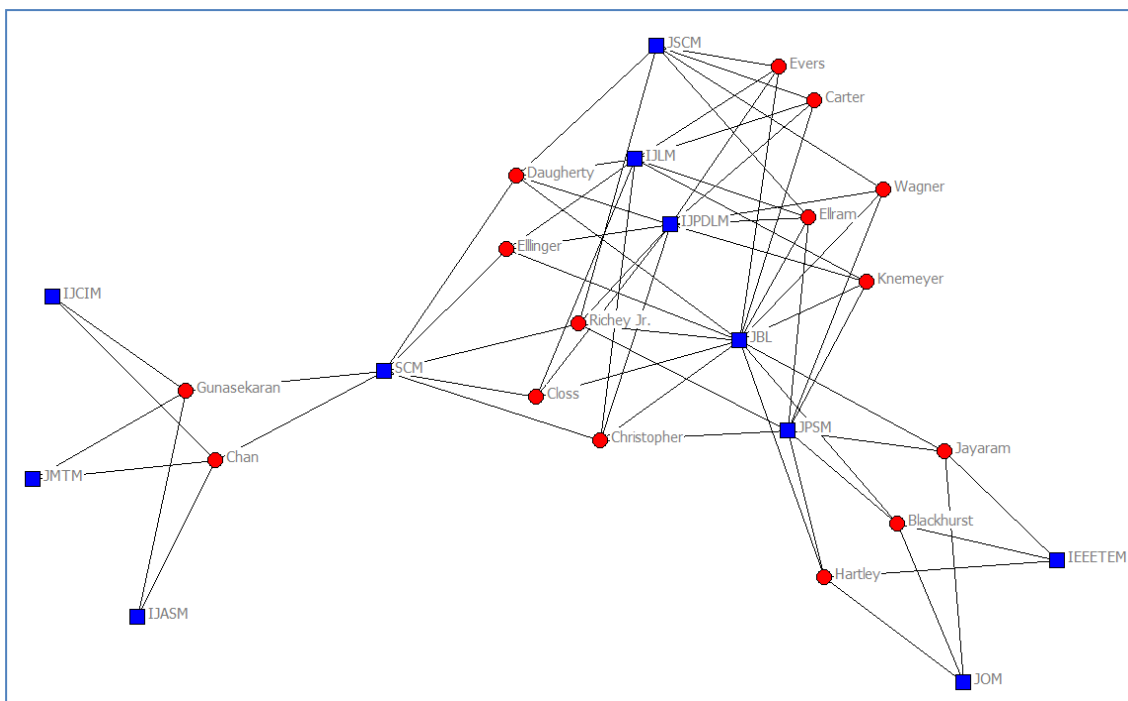 JSCM
Evers
Carter
IJLM
Daugherty
Wagner
Ellram
IJPDLM
Ellinger
Knemeyer
IJCIM
Richey Jr.
JBL
SCM
Gunasekaran
Closs
JPSM
Christopher
Jayaram
Chan
JMTM
Blackhurst
IEEETEM
Hartley
IJASM
JOM